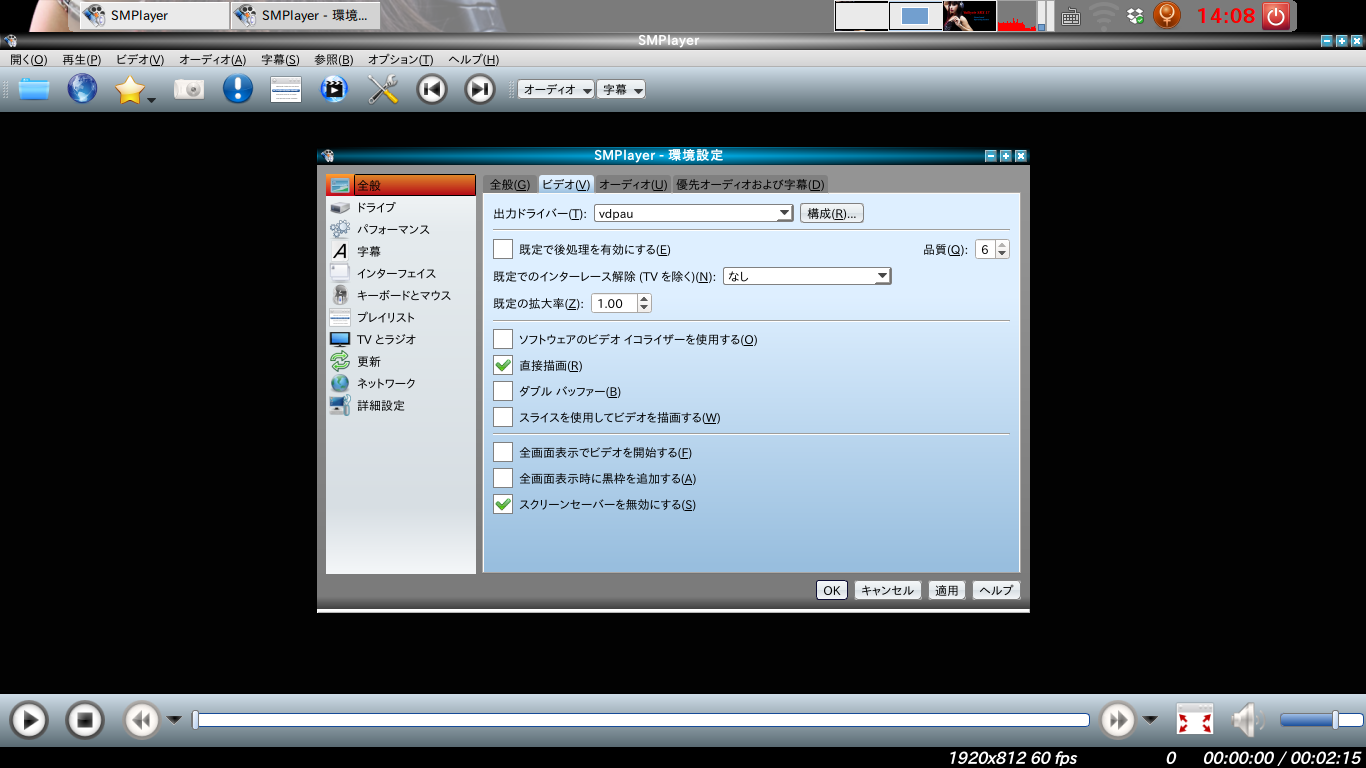 SMPlayer
SMPlayer - 環境...
14:08
SMPlayer
開く(O) 再生(P) ビデオ(V) オーディオ(A) 字幕(S) 参照(B) オプション(T) ヘルプ(H)
オーディオ 字幕
SMPlayer - 環境設定
全般
ドライブ
パフォーマンス
字幕
インターフェイス
キーボードとマウス
プレイリスト
TV とラジオ
更新
ネットワーク
詳細設定
全般(G) ビデオ(V) オーディオ(U) 優先オーディオおよび字幕(D)
出力ドライバー(T): vdpau 構成(R)...
既定で後処理を有効にする(E) 品質(Q): 6
既定でのインターレース解除 (TV を除く)(N): なし
既定の拡大率(Z): 1.00
ソフトウェアのビデオ イコライザーを使用する(O)
直接描画(R)
ダブル バッファー(B)
スライスを使用してビデオを描画する(W)
全画面表示でビデオを開始する(F)
全画面表示時に黒枠を追加する(A)
スクリーンセーバーを無効にする(S)
OK キャンセル 適用 ヘルプ
1920x812 60 fps 0 00:00:00 / 00:02:15